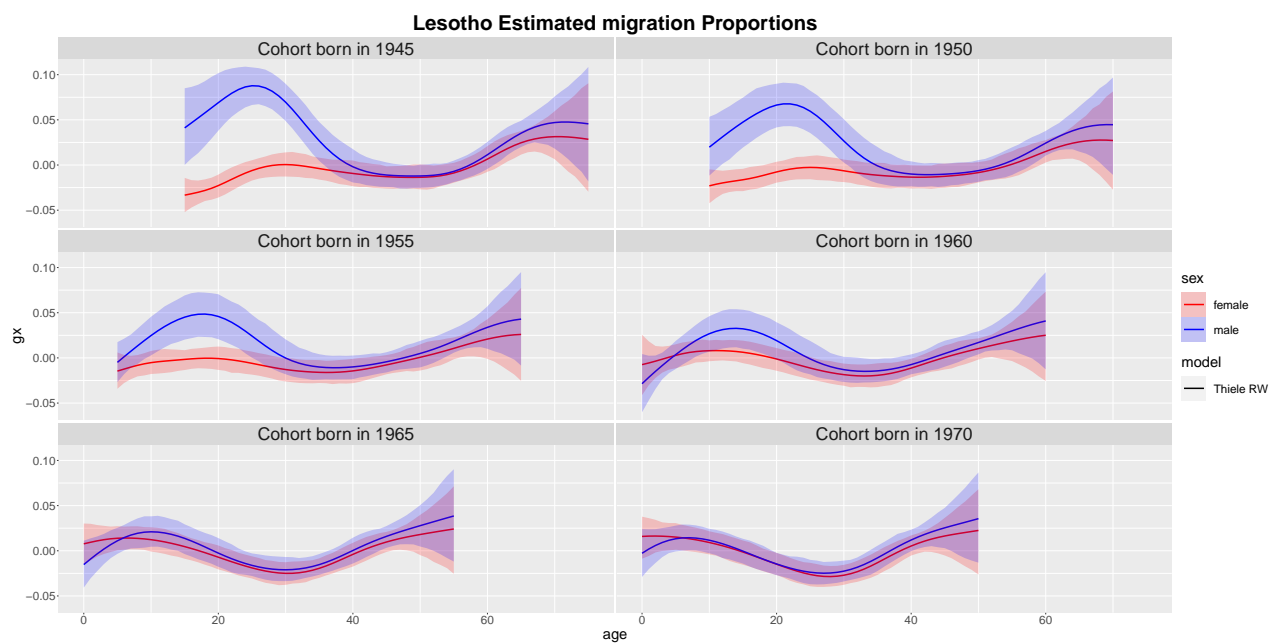 Lesotho Estimated migration Proportions
Cohort born in 1945
Cohort born in 1950
0.10
0.05
0.00
−0.05
Cohort born in 1955
Cohort born in 1960
0.10
0.05
0.00
−0.05
Cohort born in 1965
Cohort born in 1970
0.10
0.05
0.00
−0.05
0 20 40 60 0 20 40 60
age
gx
sex
female
male
model
Thiele RW